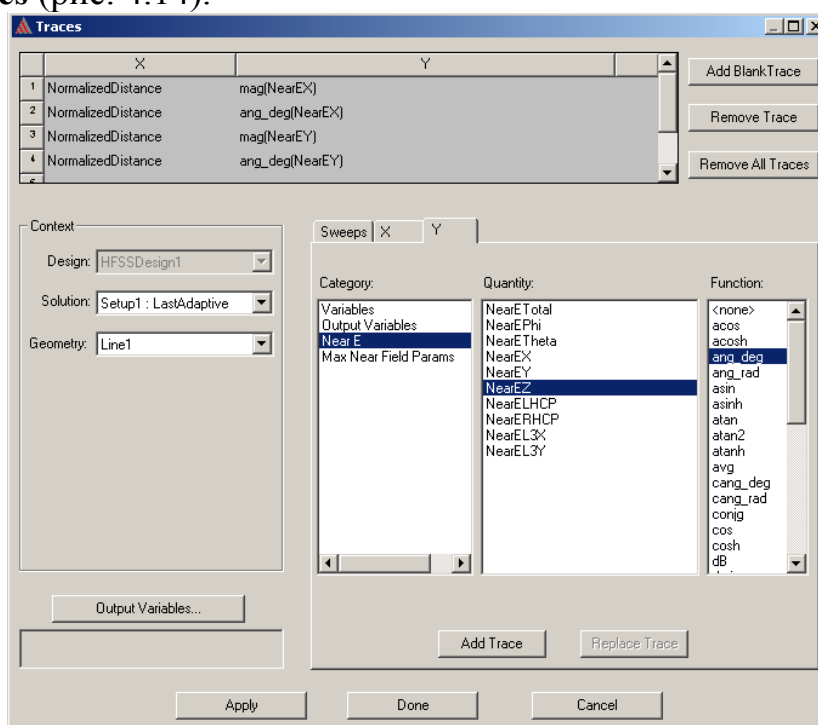 (рис. 4.14).
Traces
X Y
1 NormalizedDistance mag(NearEX)
2 NormalizedDistance ang_deg(NearEX)
3 NormalizedDistance mag(NearEY)
4 NormalizedDistance ang_deg(NearEY)
Add BlankTrace
Remove Trace
Remove All Traces
Context
Design: HFSSDesign1
Solution: Setup1 : LastAdaptive
Geometry: Line1
Output Variables...
Sweeps X Y
Category:
Variables
Output Variables
Near E
Max Near Field Params
Quantity:
NearETotal
NearEPhi
NearETheta
NearEX
NearEY
NearEZ
NearELHCP
NearERHCP
NearEL3X
NearEL3Y
Function:
<none>
acos
acosh
ang_deg
ang_rad
asin
asinh
atan
atan2
atanh
avg
cang_deg
cang_rad
conjg
cos
cosh
dB
Add Trace
Replace Trace
Apply
Done
Cancel